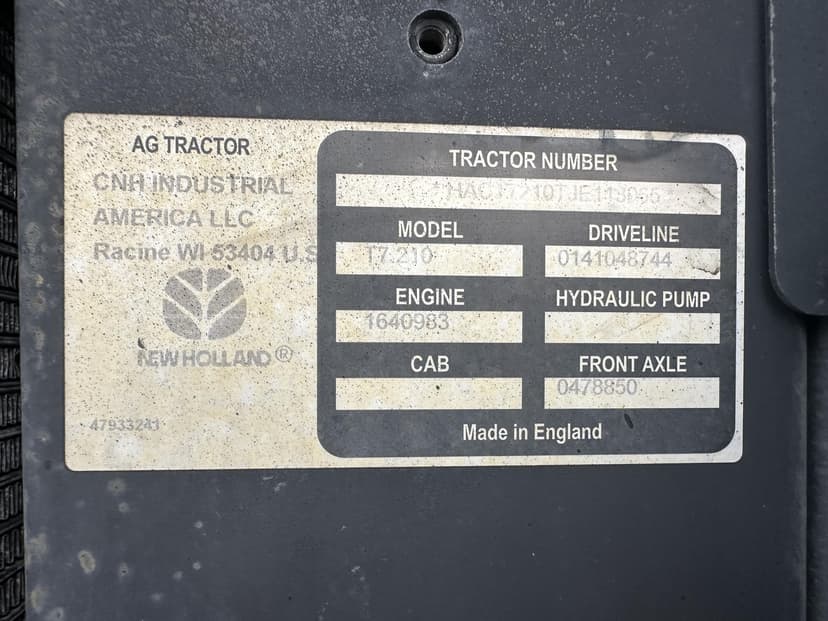 AG TRACTOR
CNH INDUSTRIAL
AMERICA LLC
Racine WI 53404 U.S
NEW HOLLAND®
47933241
TRACTOR NUMBER
MODEL
T7.210
DRIVELINE
0141048744
ENGINE
1640983
HYDRAULIC PUMP
CAB
FRONT AXLE
0478850
Made in England